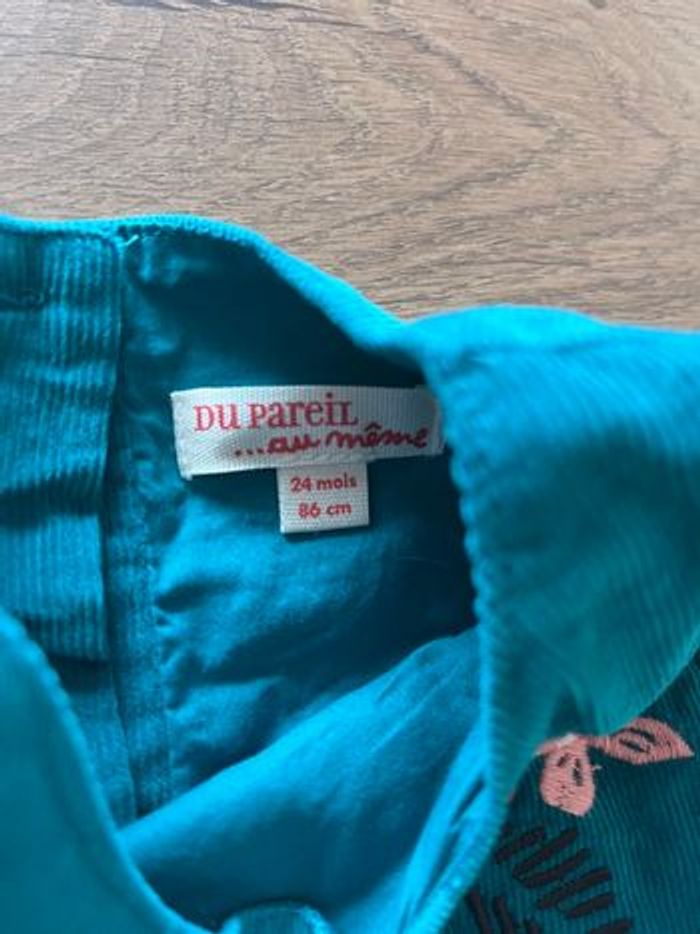 DU PAREIL
...au même
24 mois
86 cm